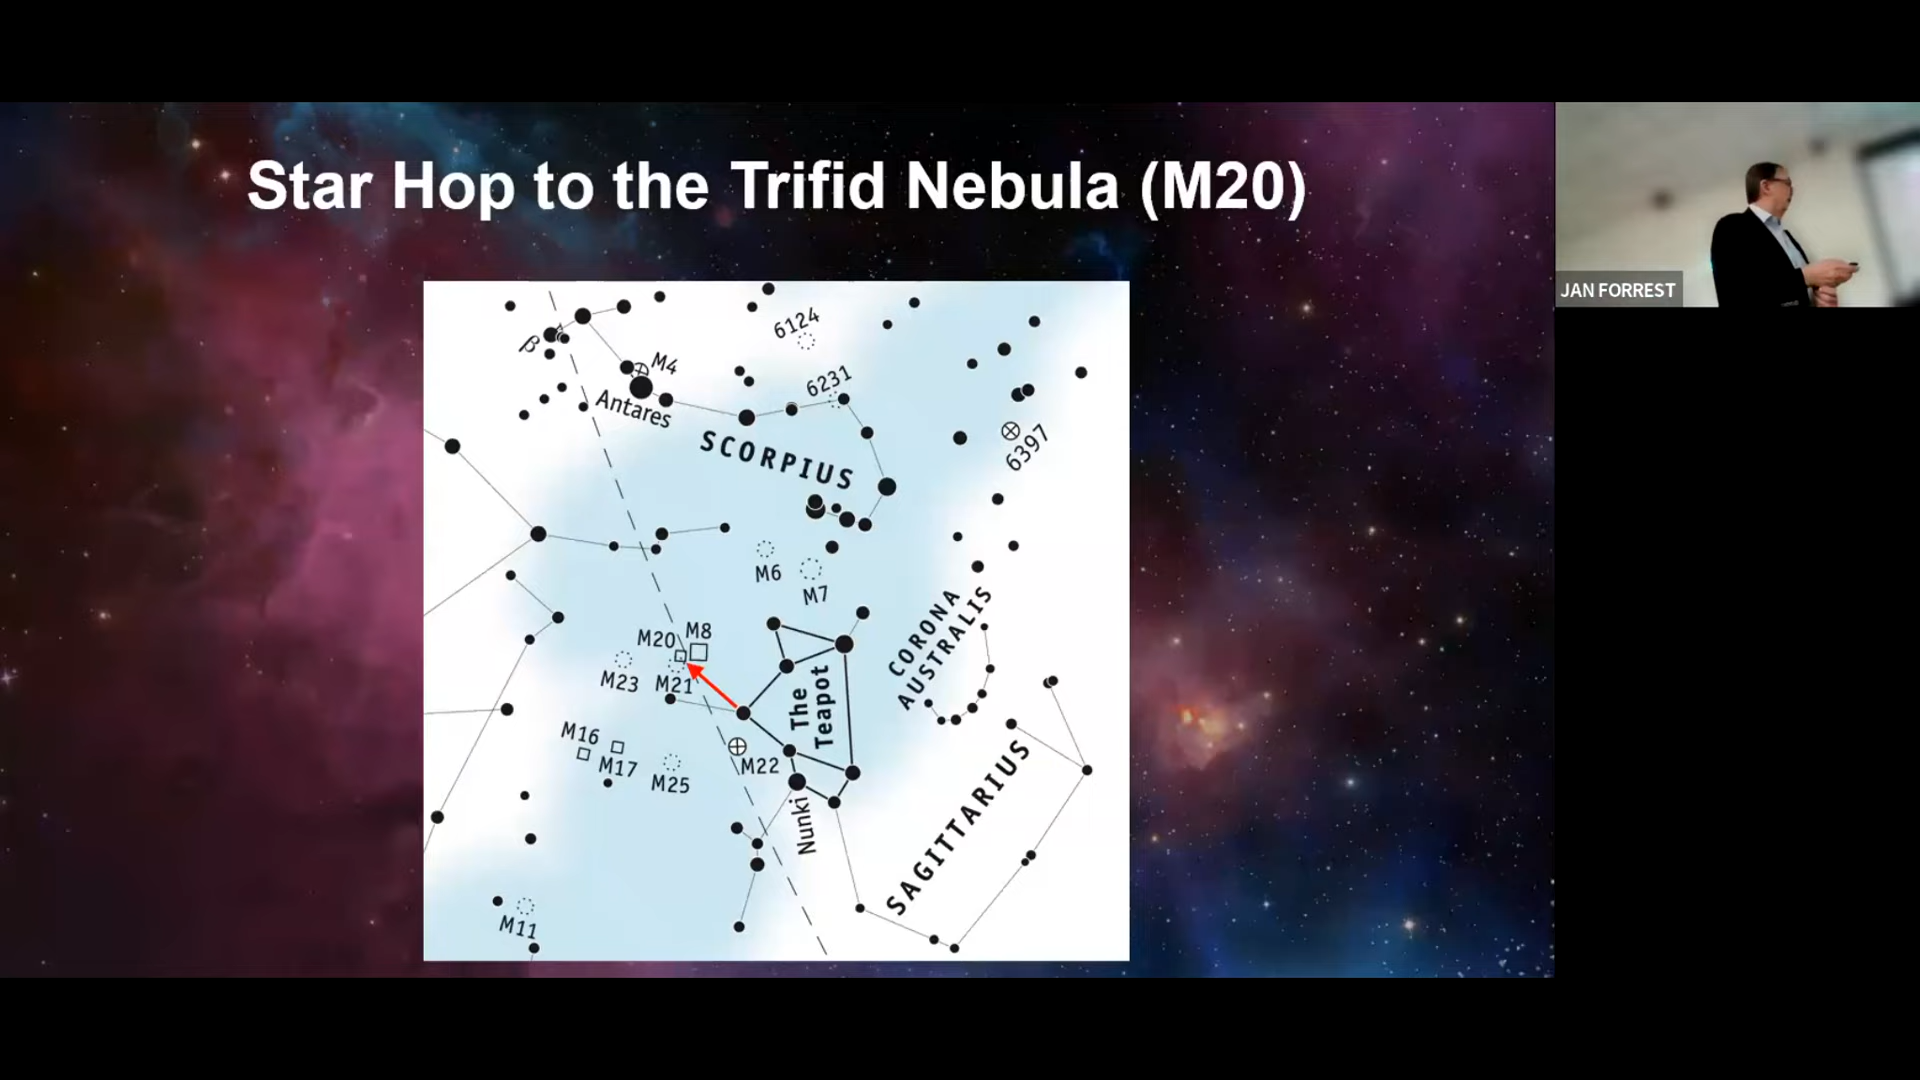 Star Hop to the Trifid Nebula (M20)
JAN FORREST
6124
β
M4
6231
Antares
SCORPIUS
6397
M6
M7
CORONA
AUSTRALIS
M20
M8
M23
M21
The
Teapot
M16
M17
M25
M22
Nunki
SAGITTARIUS
M11